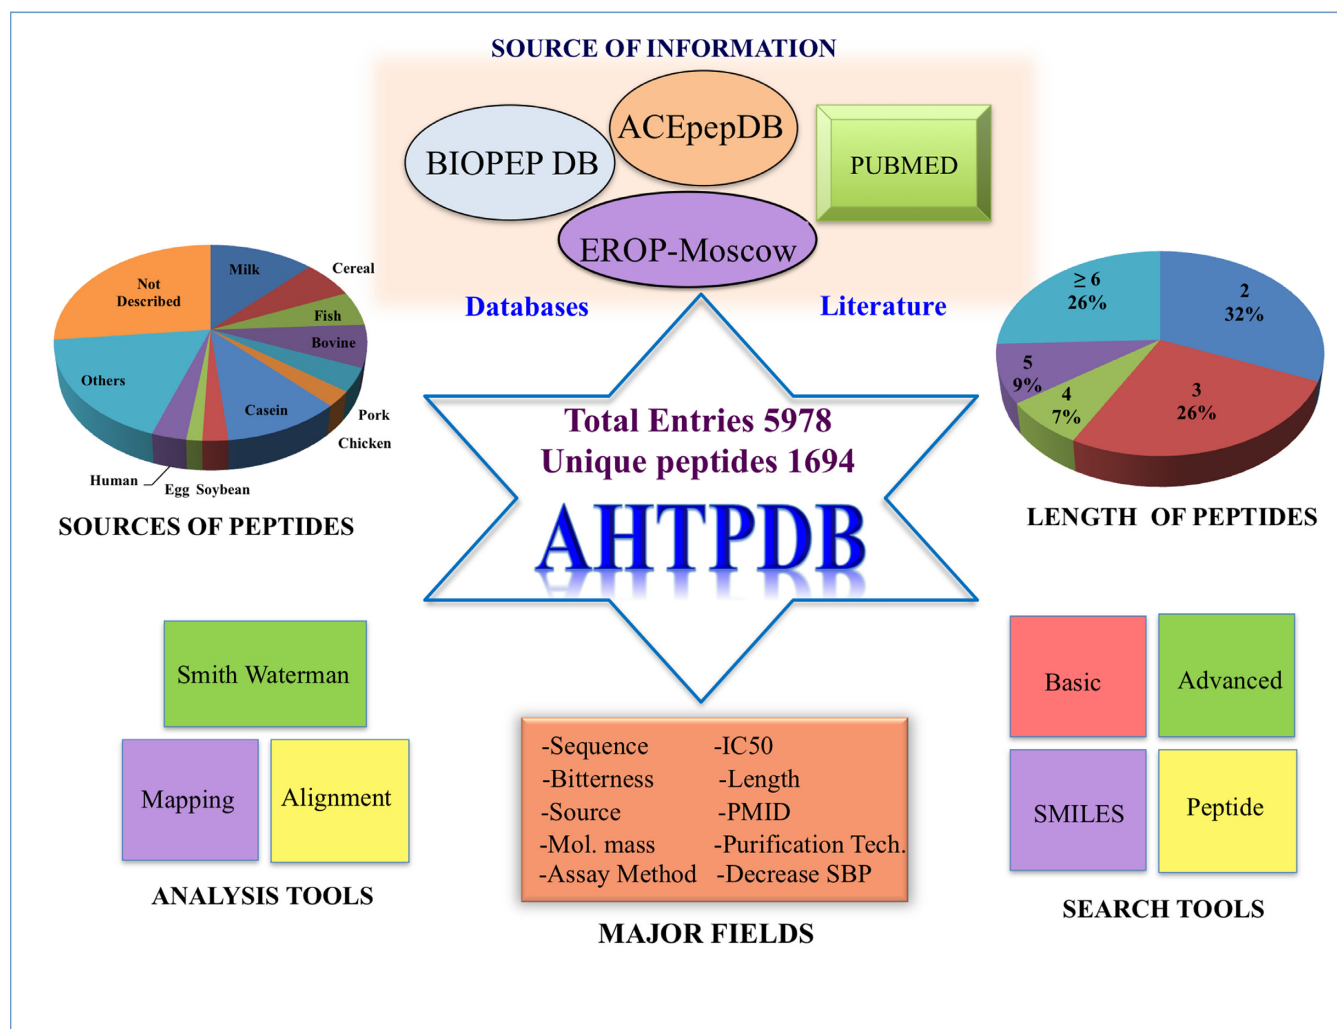 SOURCE OF INFORMATION
BIOPEP DB
ACEpepDB
PUBMED
EROP-Moscow
Databases
Literature
Not
Described
Milk
Cereal
Fish
Bovine
Pork
Chicken
Casein
Soybean
Egg
Human
Others
SOURCES OF PEPTIDES
≥ 6
26%
2
32%
5
9%
4
7%
3
26%
LENGTH OF PEPTIDES
Total Entries 5978
Unique peptides 1694
AHTPDB
Smith Waterman
Mapping
Alignment
ANALYSIS TOOLS
-Sequence
-Bitterness
-Source
-Mol. mass
-Assay Method
-IC50
-Length
-PMID
-Purification Tech.
-Decrease SBP
MAJOR FIELDS
Basic
Advanced
SMILES
Peptide
SEARCH TOOLS